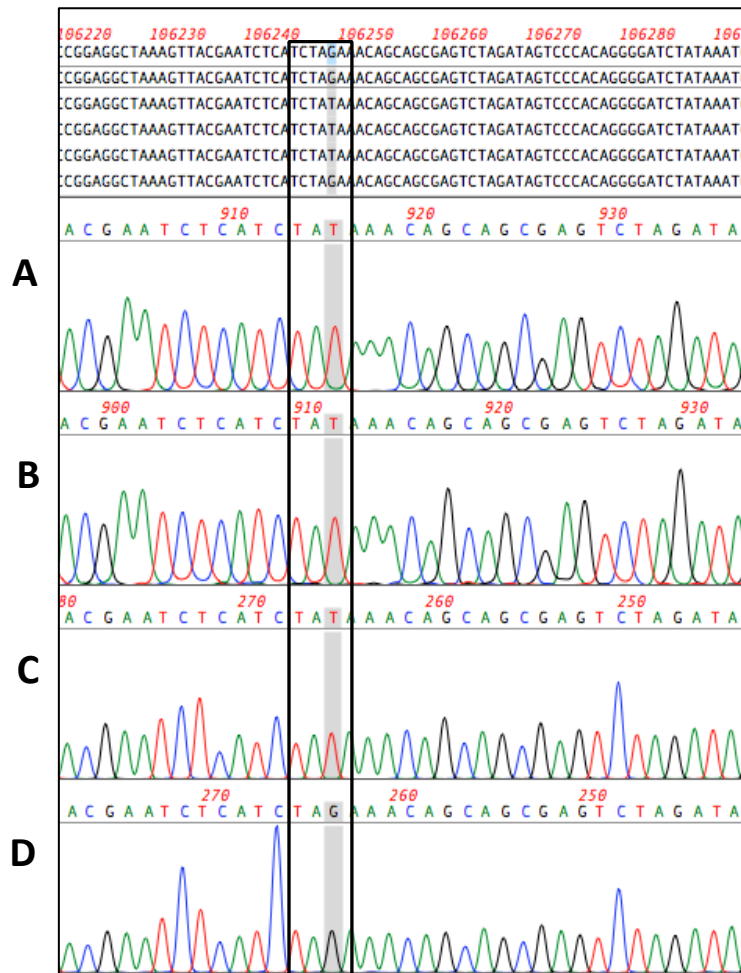 106220 106230 106240 106250 106260 106270 106280 106
CCGGAGGCTAAAGTTACGAATCTCATCTAGAAACAGCAGCGAGTCTAGATAGTCCCACAGGGGATCTATAAAT
CCGGAGGCTAAAGTTACGAATCTCATCTAGAAACAGCAGCGAGTCTAGATAGTCCCACAGGGGATCTATAAAT
CCGGAGGCTAAAGTTACGAATCTCATCTATAAACAGCAGCGAGTCTAGATAGTCCCACAGGGGATCTATAAAT
CCGGAGGCTAAAGTTACGAATCTCATCTATAAACAGCAGCGAGTCTAGATAGTCCCACAGGGGATCTATAAAT
CCGGAGGCTAAAGTTACGAATCTCATCTATAAACAGCAGCGAGTCTAGATAGTCCCACAGGGGATCTATAAAT
CCGGAGGCTAAAGTTACGAATCTCATCTAGAAACAGCAGCGAGTCTAGATAGTCCCACAGGGGATCTATAAAT
910 920 930
A C G A A T C T C A T C T A T A A A C A G C A G C G A G T C T A G A T A
A
900 910 920 930
A C G A A T C T C A T C T A T A A A C A G C A G C G A G T C T A G A T A
B
80 270 260 250
A C G A A T C T C A T C T A T A A A C A G C A G C G A G T C T A G A T A
C
270 260 250
A C G A A T C T C A T C T A G A A A C A G C A G C G A G T C T A G A T A
D